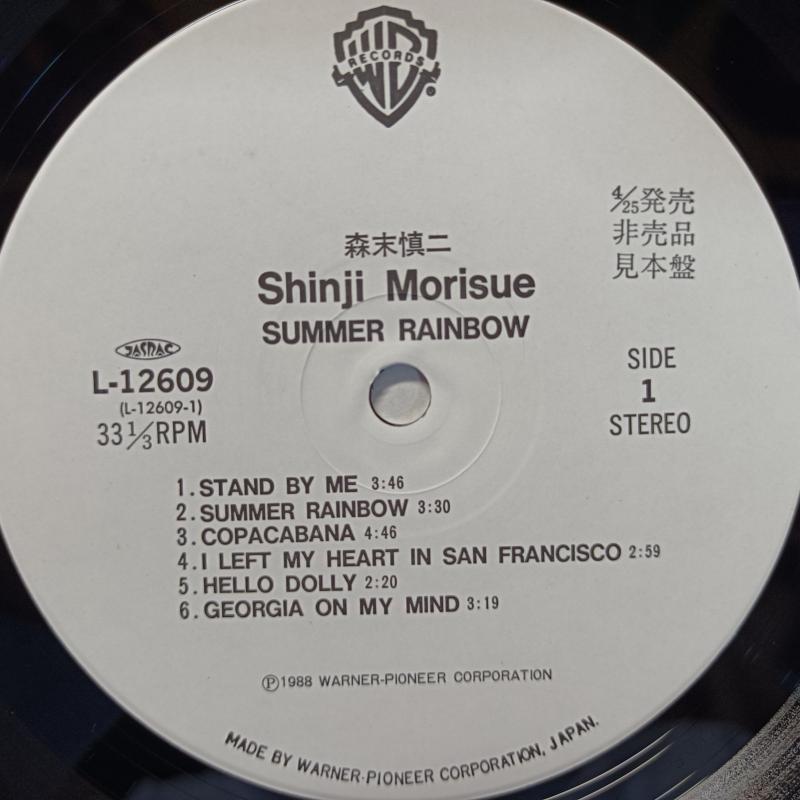 W RECORDS
4/25発売
非売品
見本盤
森末慎二
Shinji Morisue
SUMMER RAINBOW
JASRAC
L-12609
(L-12609-1)
33 1/3 RPM
SIDE
1
STEREO
1. STAND BY ME 3:46
2. SUMMER RAINBOW 3:30
3. COPACABANA 4:46
4. I LEFT MY HEART IN SAN FRANCISCO 2:59
5. HELLO DOLLY 2:20
6. GEORGIA ON MY MIND 3:19
Ⓟ1988 WARNER-PIONEER CORPORATION
MADE BY WARNER-PIONEER CORPORATION, JAPAN.